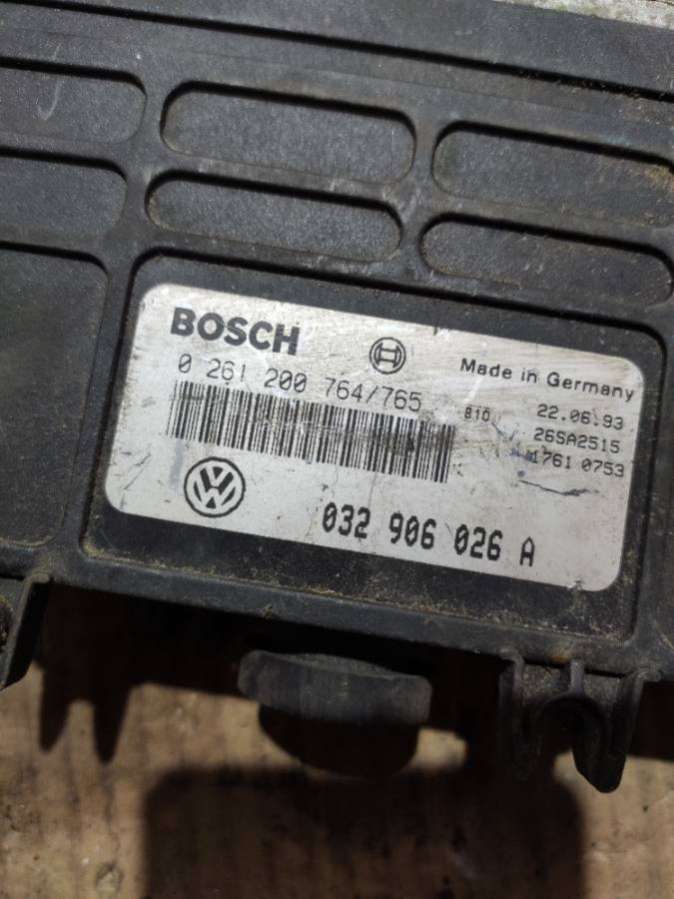 BOSCH
Made in Germany
0 261 200 764/765
810 22.06.93
26SA2515
1761 0753
032 906 026 A